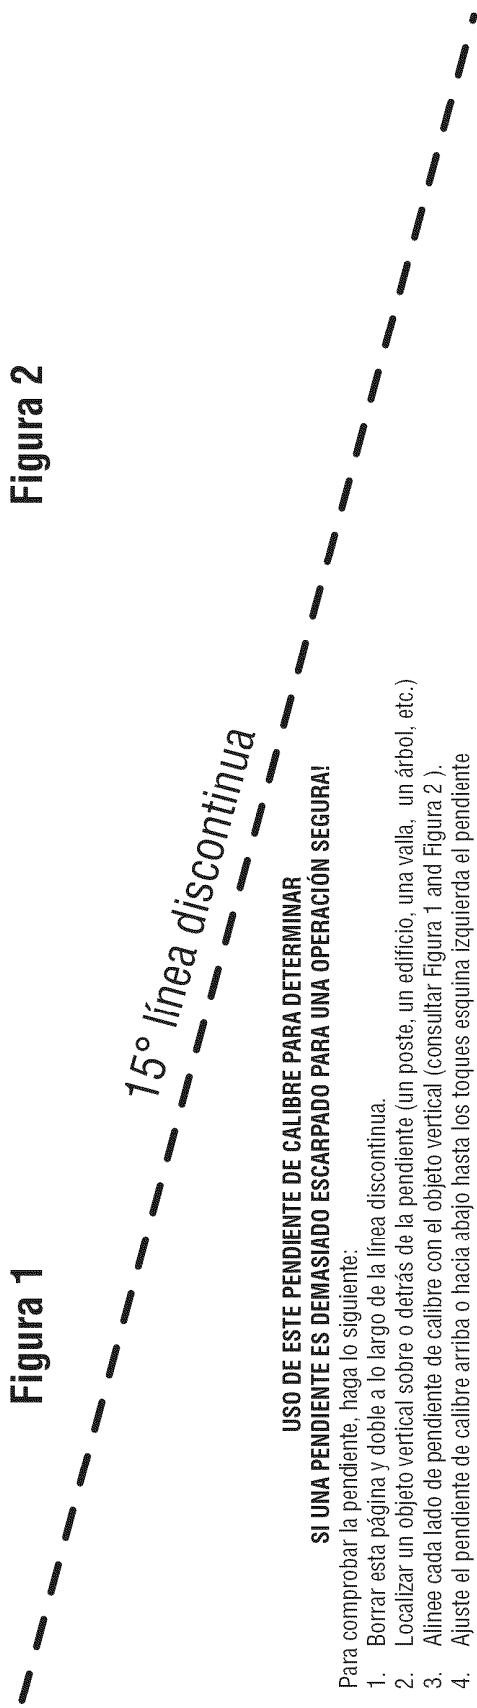 Figura 1
Figura 2
15° línea discontinua
USO DE ESTE PENDIENTE DE CALIBRE PARA DETERMINAR
SI UNA PENDIENTE ES DEMASIADO ESCARPADO PARA UNA OPERACIÓN SEGURA!
Para comprobar la pendiente, haga lo siguiente:
1. Borrar esta página y doble a lo largo de la línea discontinua.
2. Localizar un objeto vertical sobre o detrás de la pendiente (un poste, un edificio, una valla, un árbol, etc.)
3. Alinee cada lado de pendiente de calibre con el objeto vertical (consultar Figura 1 and Figura 2 ).
4. Ajuste el pendiente de calibre arriba o hacia abajo hasta los toques esquina izquierda el pendiente